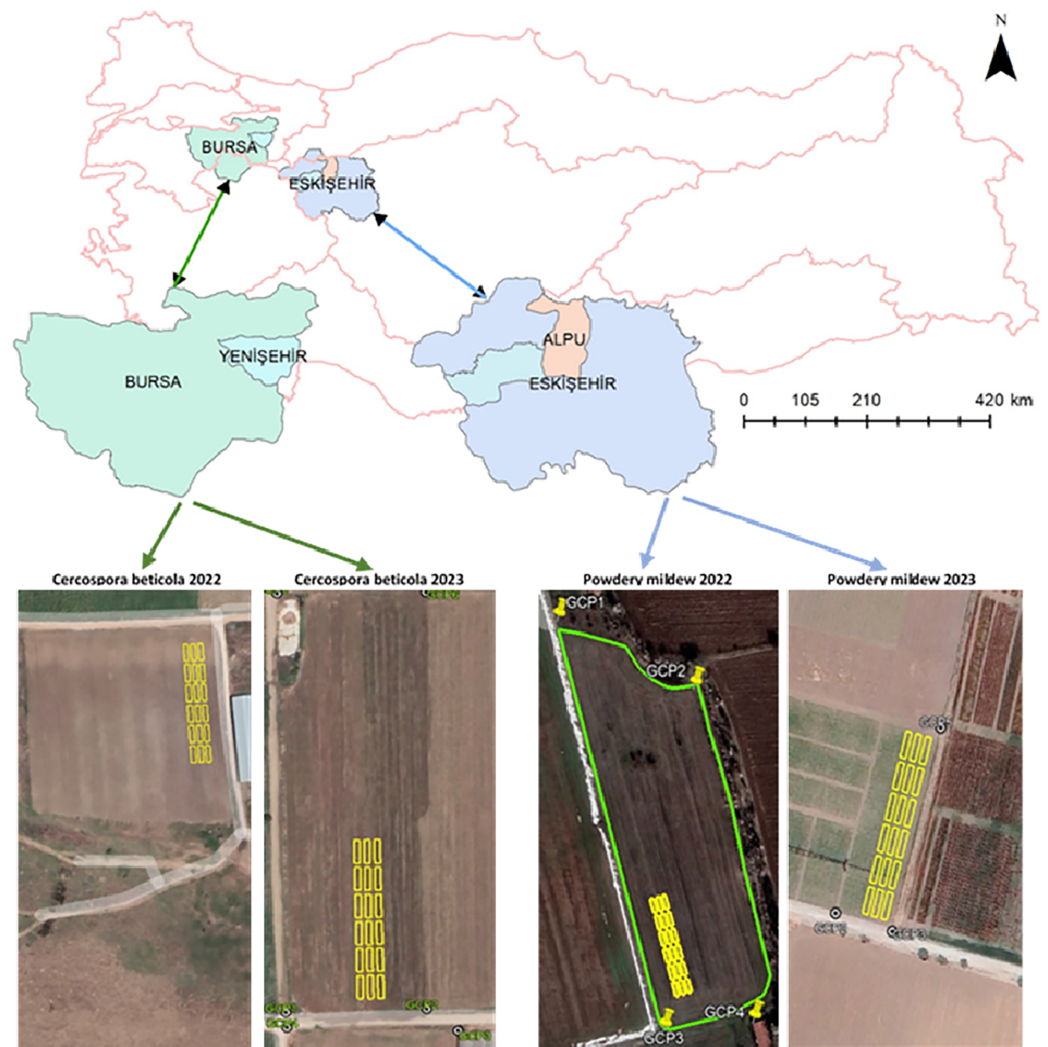 N
BURSA
ESKİŞEHİR
ALPU
YENİŞEHİR
BURSA
ESKİŞEHİR
0 105 210 420 km
Cercospora beticola 2022
Cercospora beticola 2023
Powdery mildew 2022
Powdery mildew 2023
GCP1
GCP2
GCP3
GCP4
GCP3